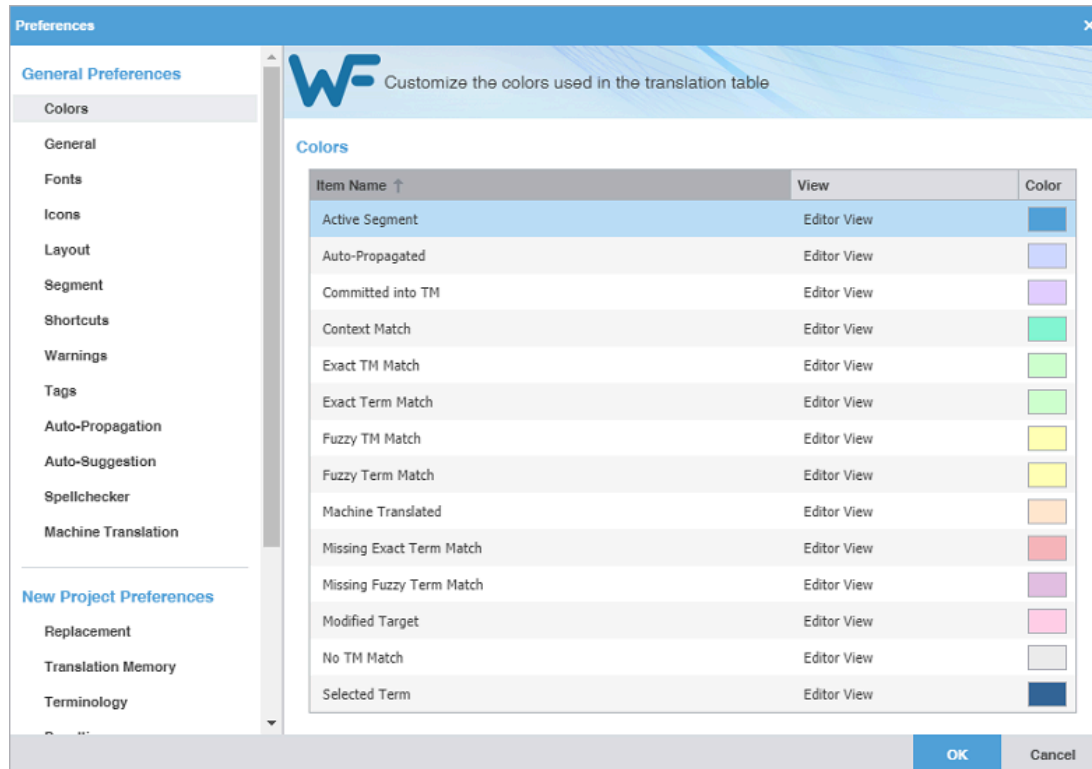 Preferences
General Preferences
Colors
General
Fonts
Icons
Layout
Segment
Shortcuts
Warnings
Tags
Auto-Propagation
Auto-Suggestion
Spellchecker
Machine Translation
New Project Preferences
Replacement
Translation Memory
Terminology
WF Customize the colors used in the translation table
Colors
Item Name View Color
Active Segment Editor View
Auto-Propagated Editor View
Committed into TM Editor View
Context Match Editor View
Exact TM Match Editor View
Exact Term Match Editor View
Fuzzy TM Match Editor View
Fuzzy Term Match Editor View
Machine Translated Editor View
Missing Exact Term Match Editor View
Missing Fuzzy Term Match Editor View
Modified Target Editor View
No TM Match Editor View
Selected Term Editor View
OK Cancel